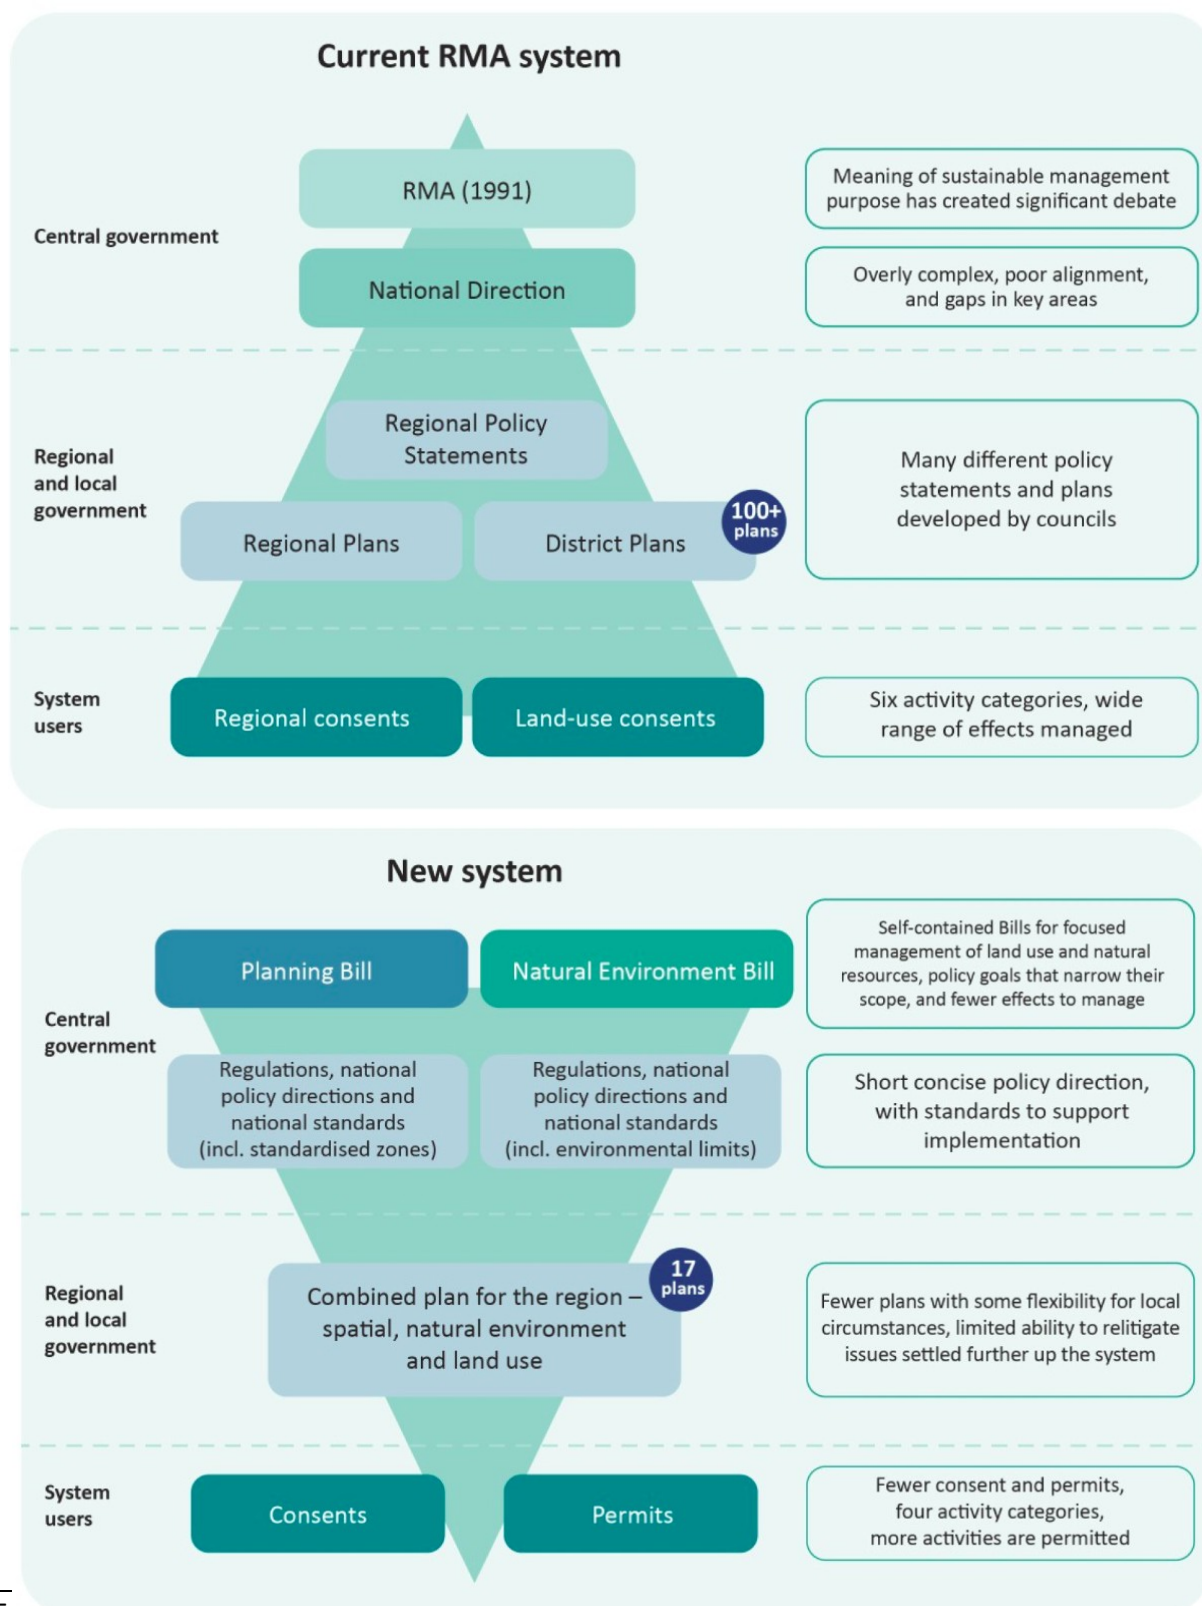 Current RMA system
Central government
RMA (1991)
Meaning of sustainable management
purpose has created significant debate
National Direction
Overly complex, poor alignment,
and gaps in key areas
Regional
and local
government
Regional Policy
Statements
Regional Plans
District Plans
100+
plans
Many different policy
statements and plans
developed by councils
System
users
Regional consents
Land-use consents
Six activity categories, wide
range of effects managed
New system
Central
government
Planning Bill
Natural Environment Bill
Self-contained Bills for focused
management of land use and natural
resources, policy goals that narrow their
scope, and fewer effects to manage
Regulations, national
policy directions and
national standards
(incl. standardised zones)
Regulations, national
policy directions and
national standards
(incl. environmental limits)
Short concise policy direction,
with standards to support
implementation
Regional
and local
government
Combined plan for the region –
spatial, natural environment
and land use
17
plans
Fewer plans with some flexibility for local
circumstances, limited ability to relitigate
issues settled further up the system
System
users
Consents
Permits
Fewer consent and permits,
four activity categories,
more activities are permitted